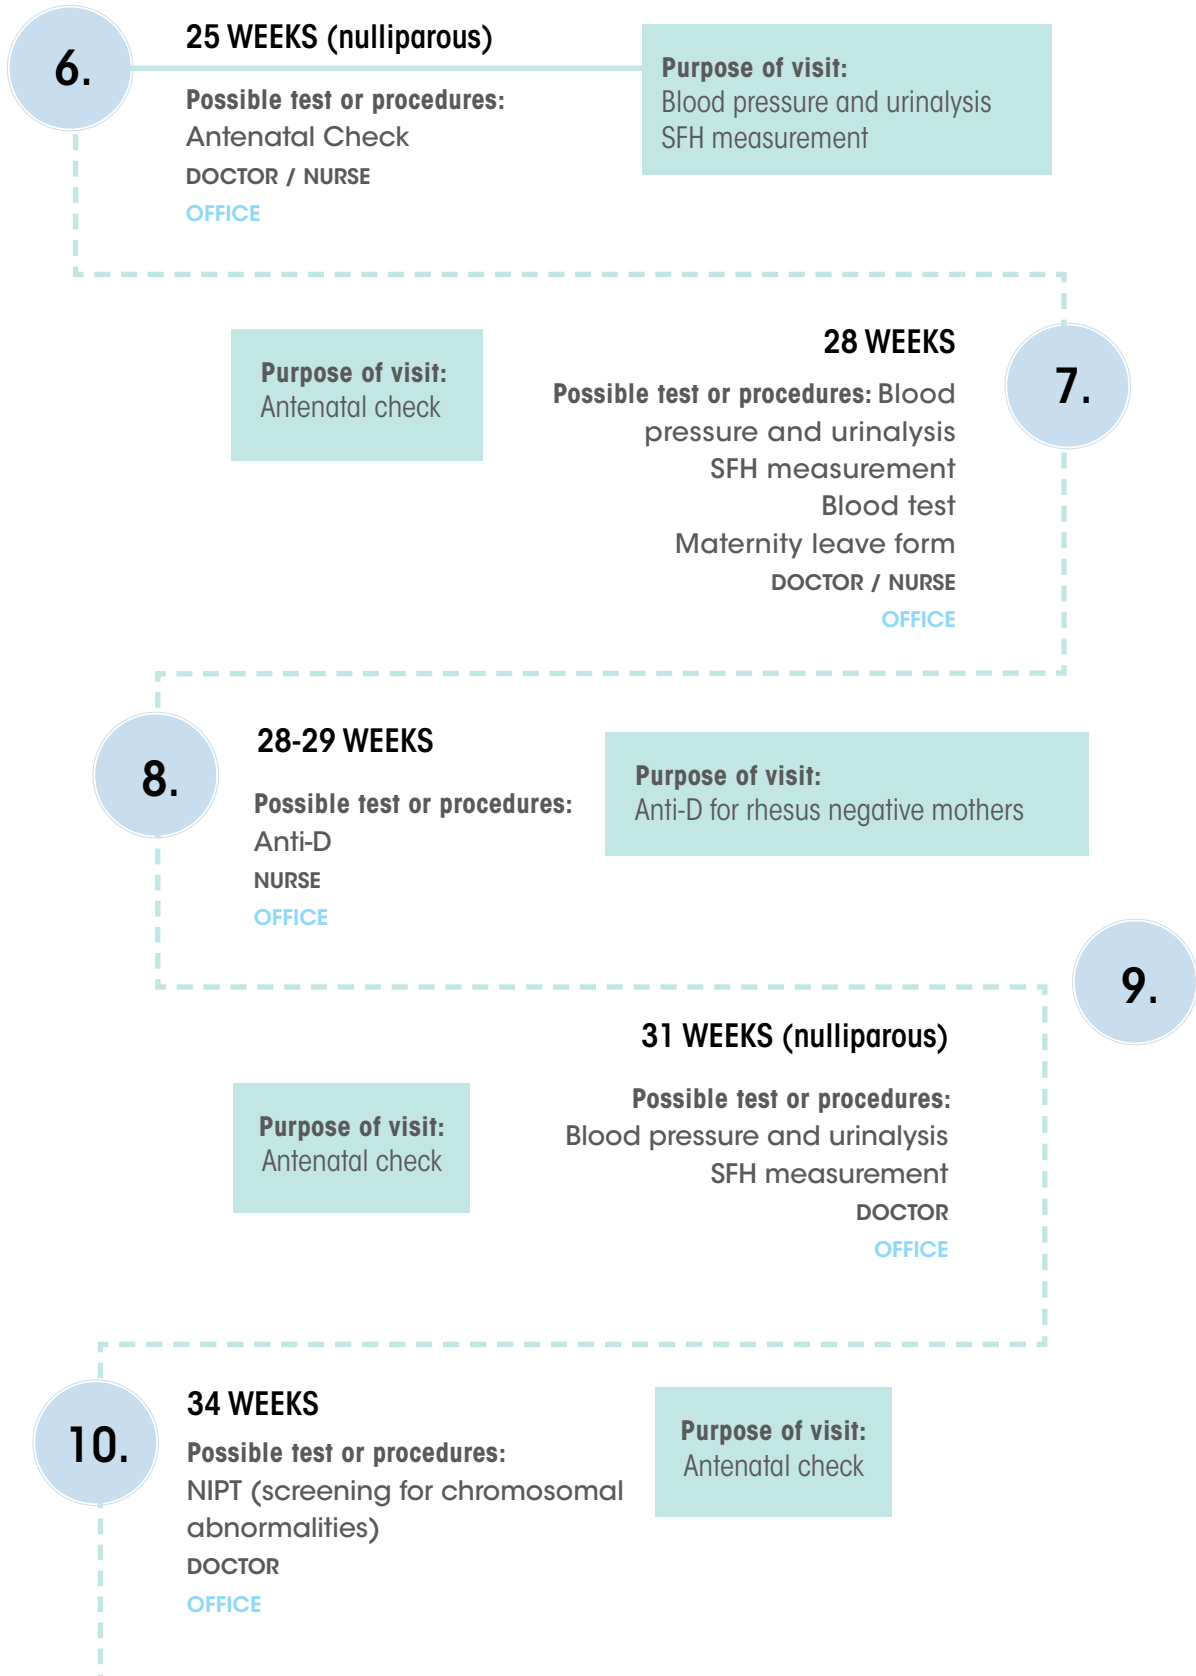 6.
25 WEEKS (nulliparous)
Possible test or procedures:
Antenatal Check
DOCTOR / NURSE
OFFICE
Purpose of visit:
Blood pressure and urinalysis
SFH measurement
7.
28 WEEKS
Possible test or procedures: Blood
pressure and urinalysis
SFH measurement
Blood test
Maternity leave form
DOCTOR / NURSE
OFFICE
Purpose of visit:
Antenatal check
8.
28-29 WEEKS
Possible test or procedures:
Anti-D
NURSE
OFFICE
Purpose of visit:
Anti-D for rhesus negative mothers
9.
31 WEEKS (nulliparous)
Possible test or procedures:
Blood pressure and urinalysis
SFH measurement
DOCTOR
OFFICE
Purpose of visit:
Antenatal check
10.
34 WEEKS
Possible test or procedures:
NIPT (screening for chromosomal
abnormalities)
DOCTOR
OFFICE
Purpose of visit:
Antenatal check